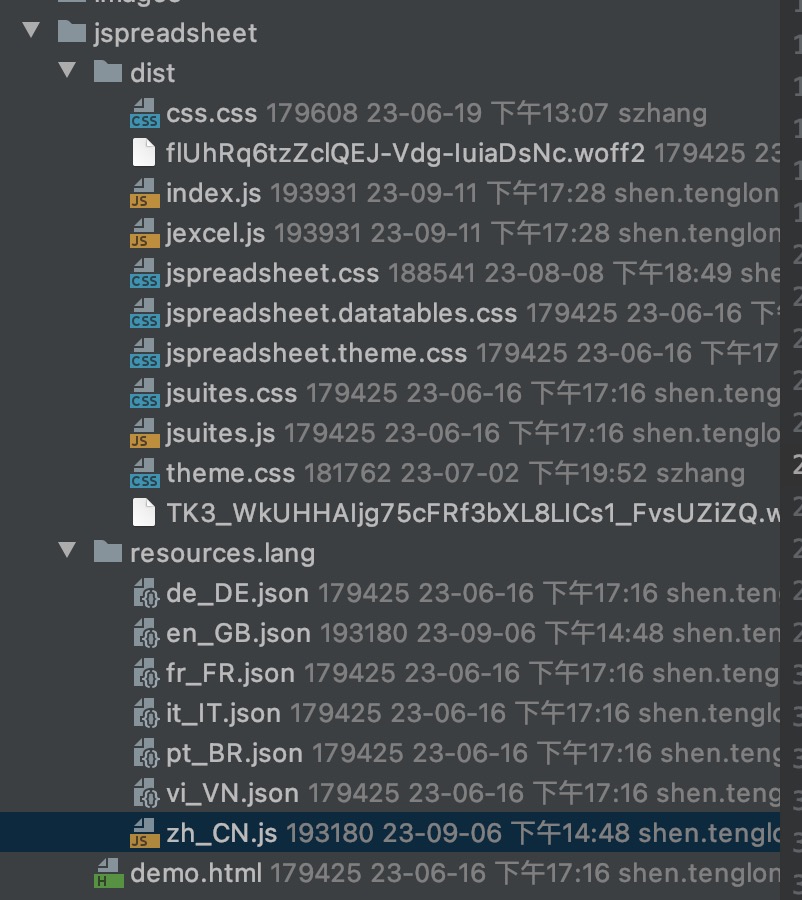 jspreadsheet
dist
css.css 179608 23-06-19 下午13:07 szhang
flUhRq6tzZclQEJ-Vdg-IuiaDsNc.woff2 179425 23
index.js 193931 23-09-11 下午17:28 shen.tenglon
jexcel.js 193931 23-09-11 下午17:28 shen.tenglon
jspreadsheet.css 188541 23-08-08 下午18:49 she
jspreadsheet.datatables.css 179425 23-06-16 下
jspreadsheet.theme.css 179425 23-06-16 下午17
jsuites.css 179425 23-06-16 下午17:16 shen.teng
jsuites.js 179425 23-06-16 下午17:16 shen.tenglo
theme.css 181762 23-07-02 下午19:52 szhang
TK3_WkUHHAIjg75cFRf3bXL8LICs1_FvsUZiZQ.w
resources.lang
de_DE.json 179425 23-06-16 下午17:16 shen.ten
en_GB.json 193180 23-09-06 下午14:48 shen.ten
fr_FR.json 179425 23-06-16 下午17:16 shen.teng
it_IT.json 179425 23-06-16 下午17:16 shen.tengl
pt_BR.json 179425 23-06-16 下午17:16 shen.teng
vi_VN.json 179425 23-06-16 下午17:16 shen.teng
zh_CN.js 193180 23-09-06 下午14:48 shen.tengl
demo.html 179425 23-06-16 下午17:16 shen.tenglon